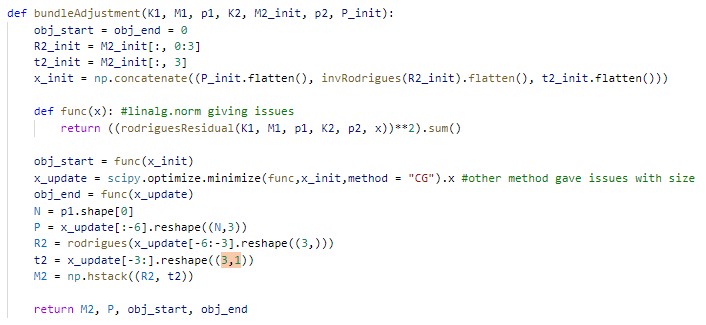 def bundleAdjustment(K1, M1, p1, K2, M2_init, p2, P_init):
    obj_start = obj_end = 0
    R2_init = M2_init[:, 0:3]
    t2_init = M2_init[:, 3]
    x_init = np.concatenate((P_init.flatten(), invRodrigues(R2_init).flatten(), t2_init.flatten()))
    def func(x): #linalg.norm giving issues
        return ((rodriguesResidual(K1, M1, p1, K2, p2, x))**2).sum()
    obj_start = func(x_init)
    x_update = scipy.optimize.minimize(func,x_init,method = "CG").x #other method gave issues with size
    obj_end = func(x_update)
    N = p1.shape[0]
    P = x_update[:-6].reshape((N,3))
    R2 = rodrigues(x_update[-6:-3].reshape((3,)))
    t2 = x_update[-3:].reshape((3,1))
    M2 = np.hstack((R2, t2))
    return M2, P, obj_start, obj_end